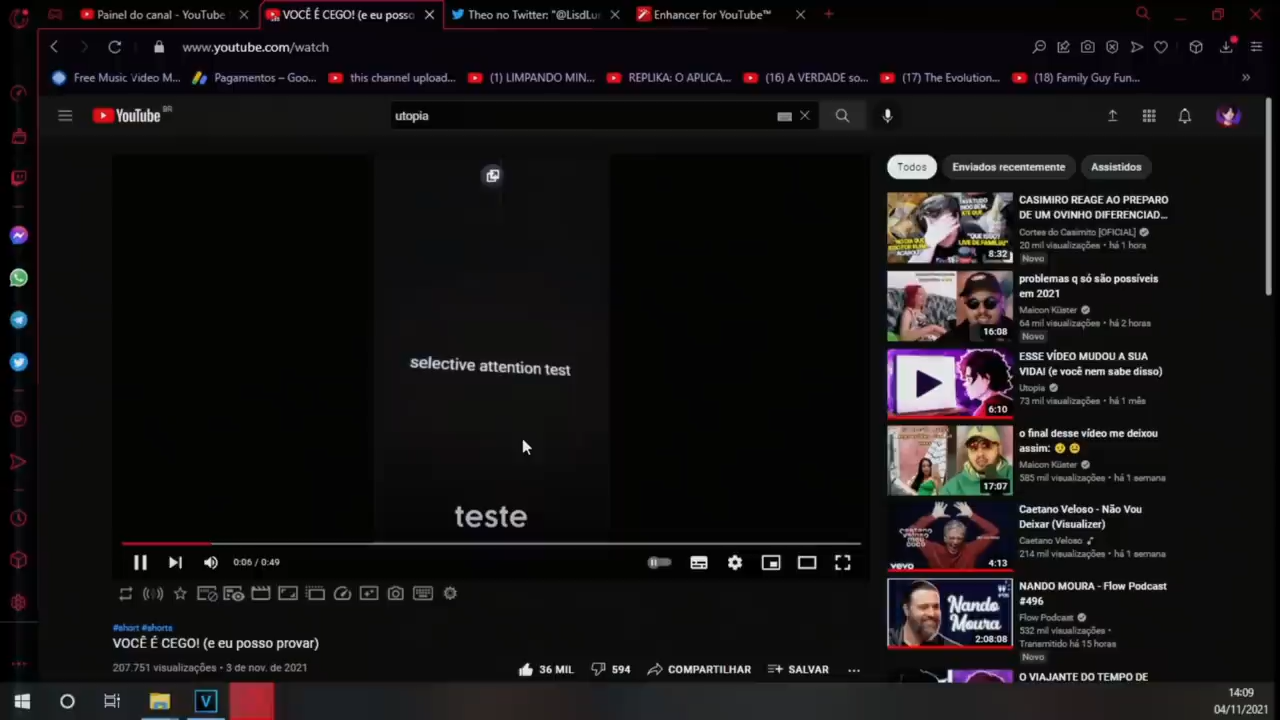 Painel do canal - YouTube
VOCÊ É CEGO! (e eu posso
Theo no Twitter: "@LisdLu
Enhancer for YouTube™
www.youtube.com/watch
Free Music Video M...
Pagamentos – Goo...
this channel upload...
(1) LIMPANDO MIN...
REPLIKA: O APLICA...
(16) A VERDADE so...
(17) The Evolution...
(18) Family Guy Fun...
YouTube BR
utopia
selective attention test
teste
0:06 / 0:49
#short #shorts
VOCÊ É CEGO! (e eu posso provar)
207.751 visualizações • 3 de nov. de 2021
36 MIL
594
COMPARTILHAR
SALVAR
Todos
Enviados recentemente
Assistidos
8:32
CASIMIRO REAGE AO PREPARO
DE UM OVINHO DIFERENCIAD...
Cortes do Casimito [OFICIAL]
20 mil visualizações • há 1 hora
Novo
16:08
problemas q só são possíveis
em 2021
Maicon Küster
64 mil visualizações • há 2 horas
Novo
6:10
ESSE VÍDEO MUDOU A SUA
VIDA! (e você nem sabe disso)
Utopia
73 mil visualizações • há 1 mês
17:07
o final desse vídeo me deixou
assim:
Maicon Küster
585 mil visualizações • há 1 semana
vevo
4:13
Caetano Veloso - Não Vou
Deixar (Visualizer)
Caetano Veloso
214 mil visualizações • há 1 semana
Nando
Moura
2:08:08
NANDO MOURA - Flow Podcast
#496
Flow Podcast
532 mil visualizações •
Transmitido há 15 horas
Novo
O VIAJANTE DO TEMPO DE
14:09
04/11/2021